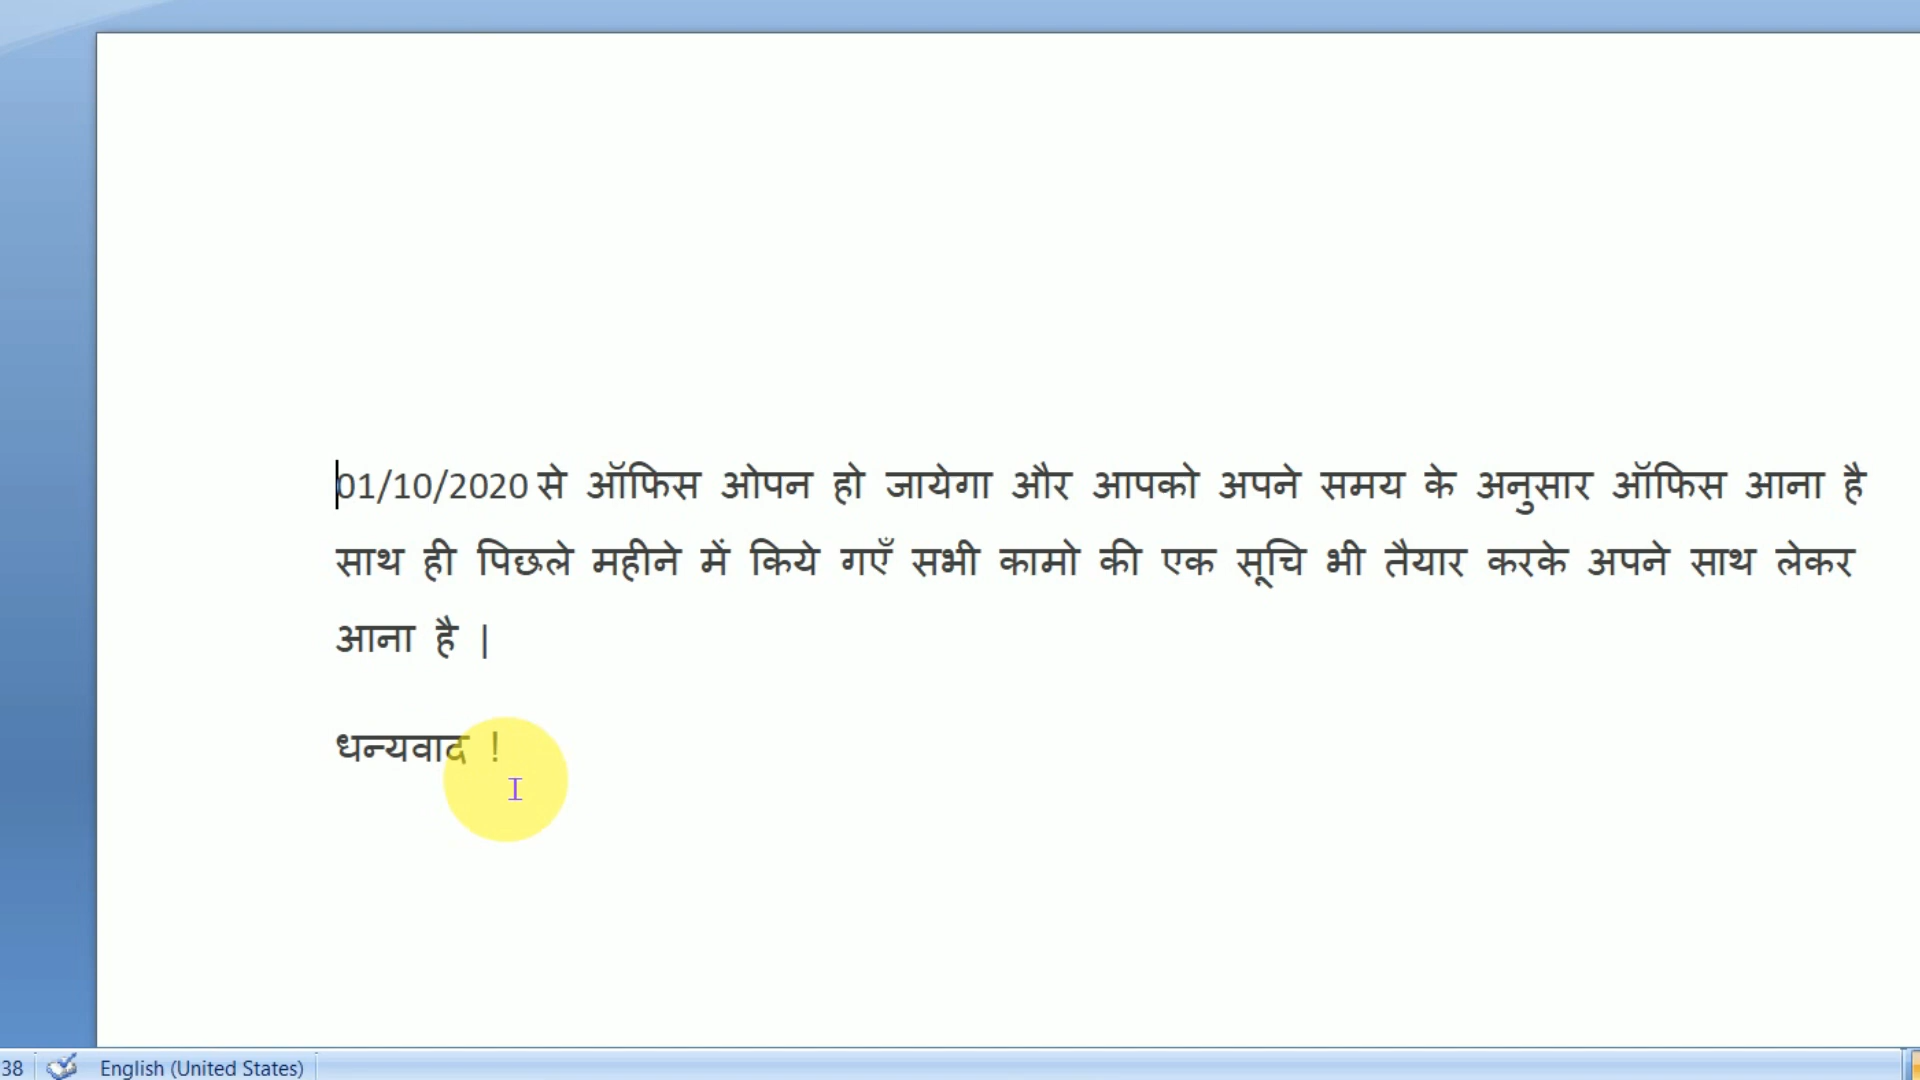 01/10/2020 से ऑफिस ओपन हो जायेगा और आपको अपने समय के अनुसार ऑफिस आना है
साथ ही पिछले महीने में किये गएँ सभी कामो की एक सूचि भी तैयार करके अपने साथ लेकर
आना है |
धन्यवाद !
38 English (United States)